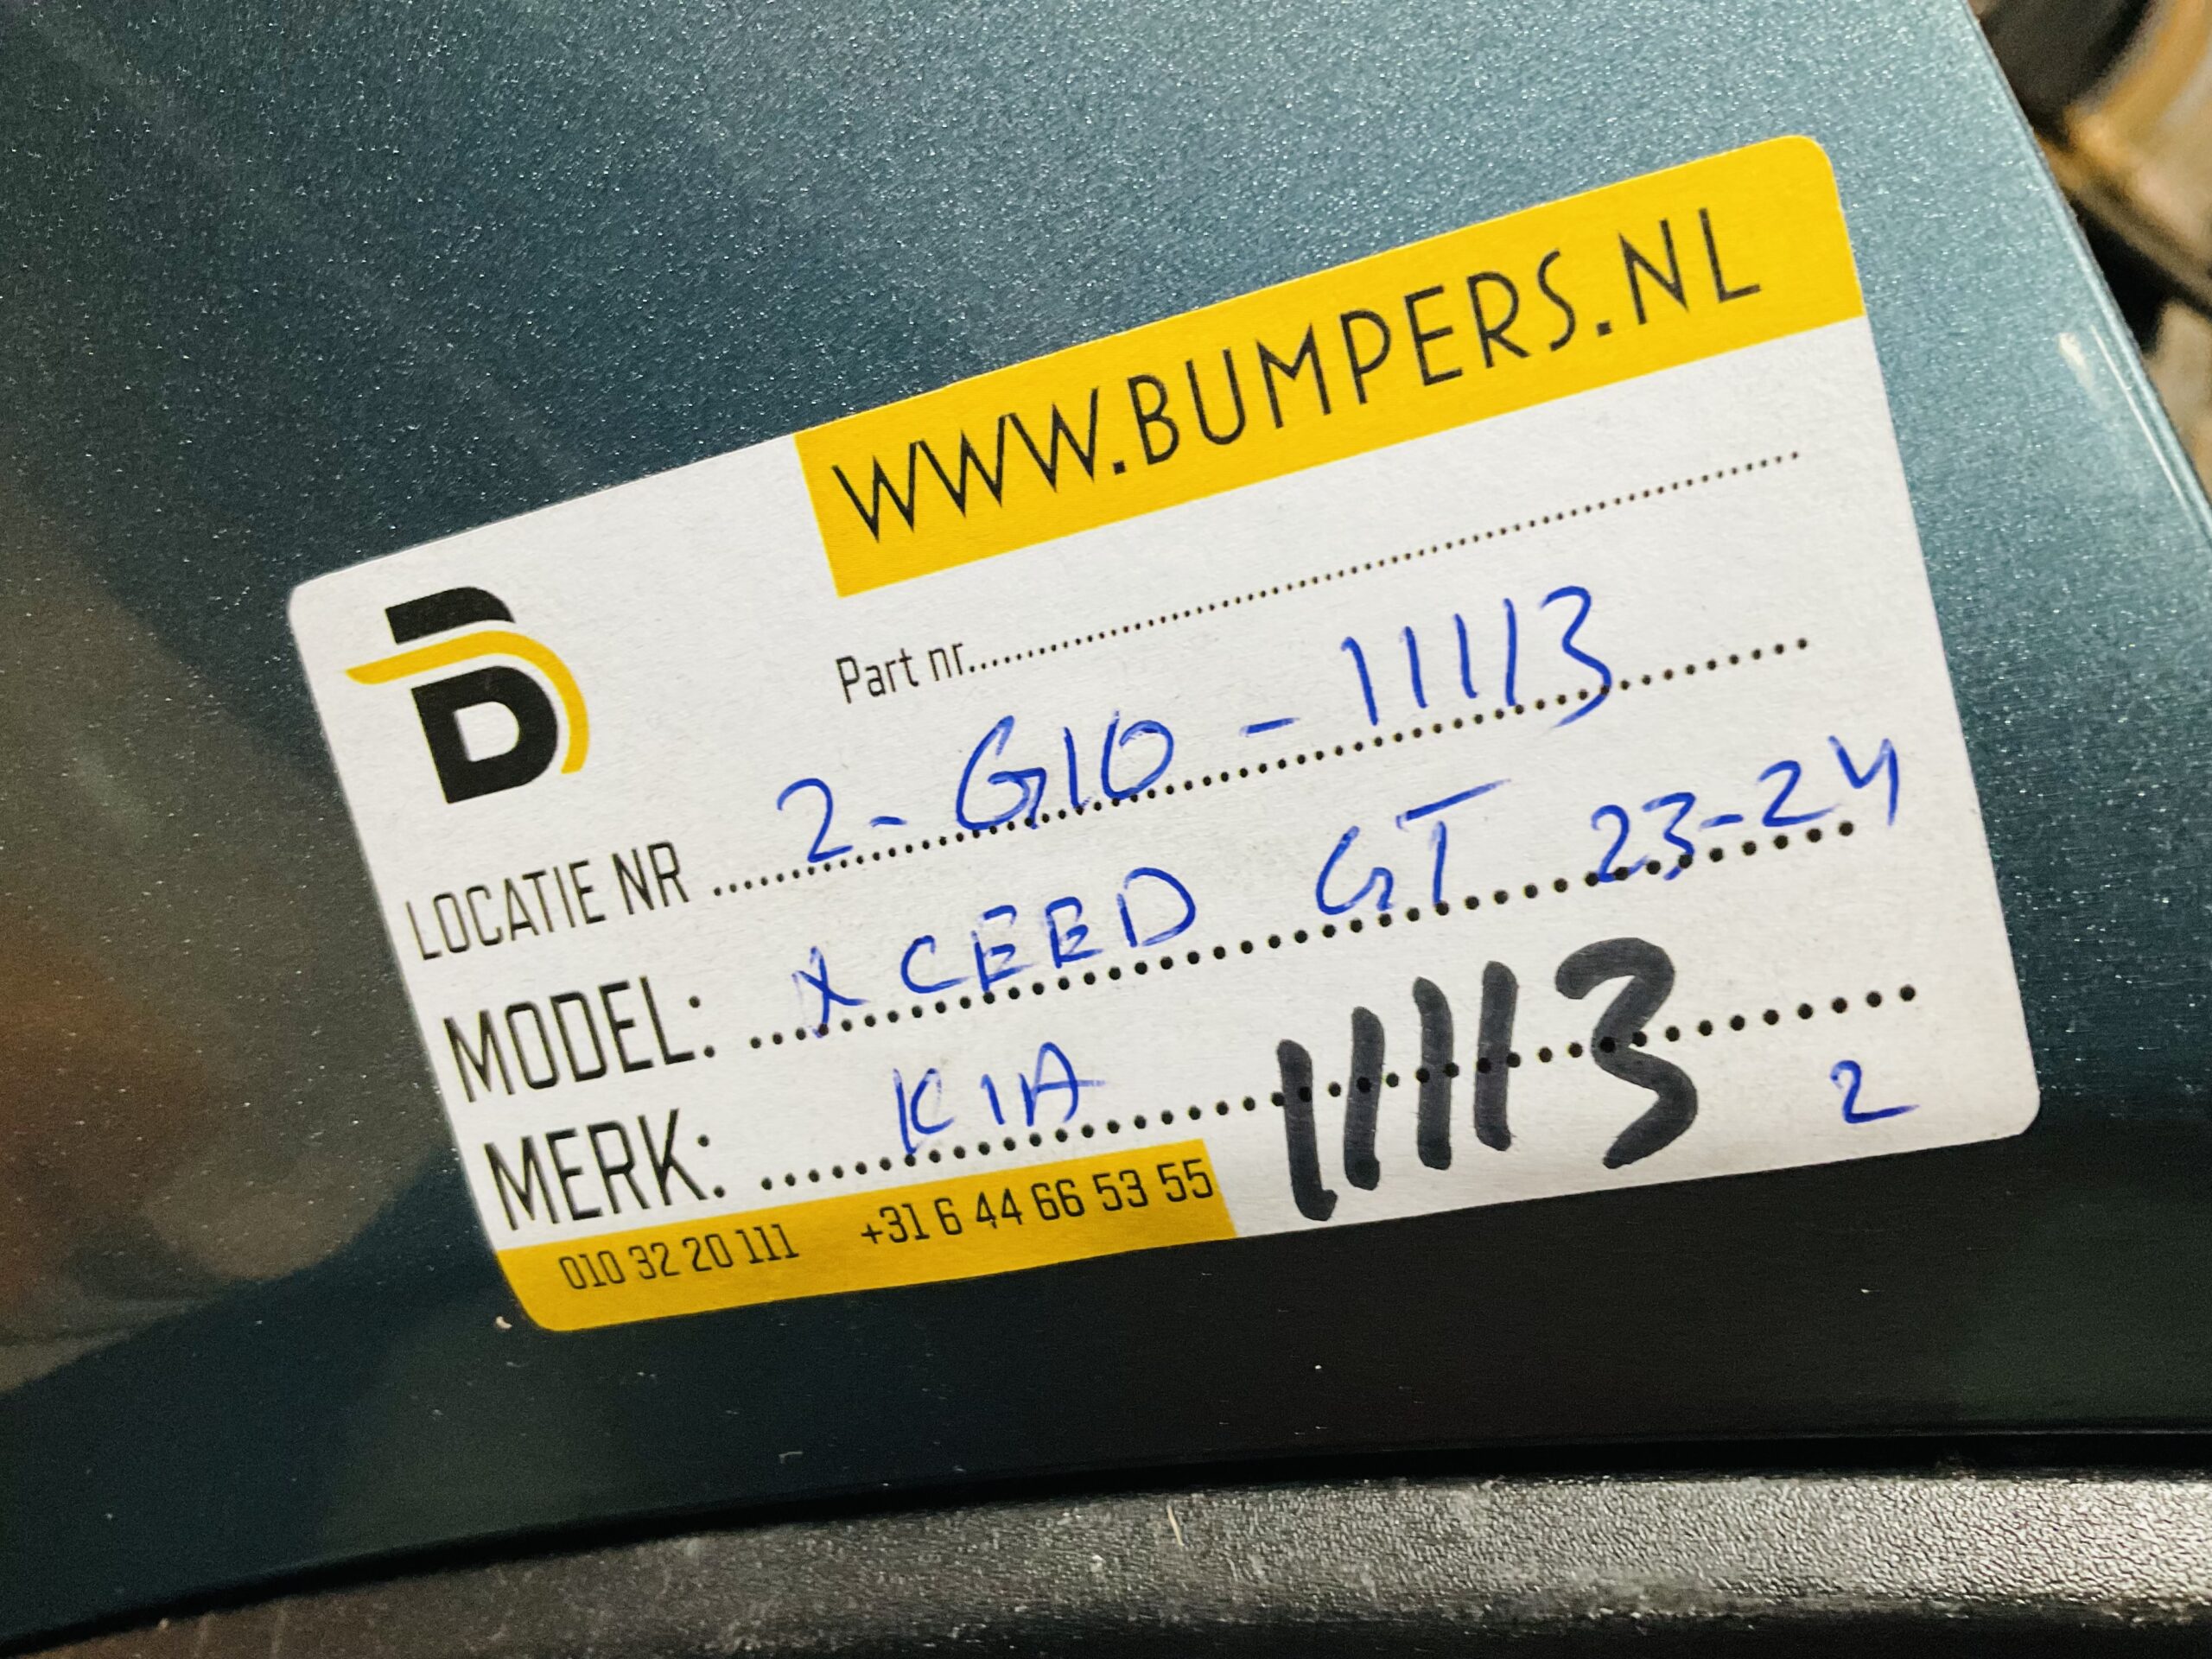 WWW.BUMPERS.NL
B
Part nr..........
LOCATIE NR 2-G10-11113
MODEL: XCEED GT 23-24
MERK: KIA 11113 2
010 32 20 111 +31 6 44 66 53 55